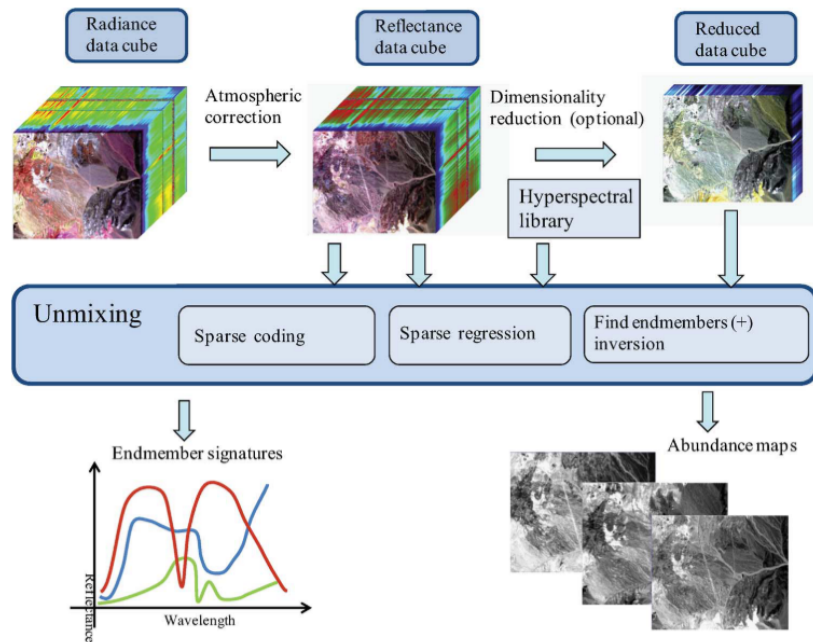 Radiance
data cube
Reflectance
data cube
Reduced
data cube
Atmospheric
correction
Dimensionality
reduction (optional)
Hyperspectral
library
Unmixing
Sparse coding
Sparse regression
Find endmembers (+)
inversion
Endmember signatures
Abundance maps
Reflectance
Wavelength